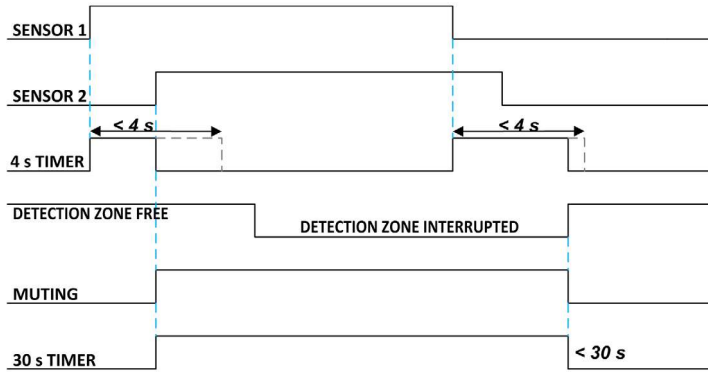 SENSOR 1
SENSOR 2
< 4 s
< 4 s
4 s TIMER
DETECTION ZONE FREE
DETECTION ZONE INTERRUPTED
MUTING
30 s TIMER
< 30 s